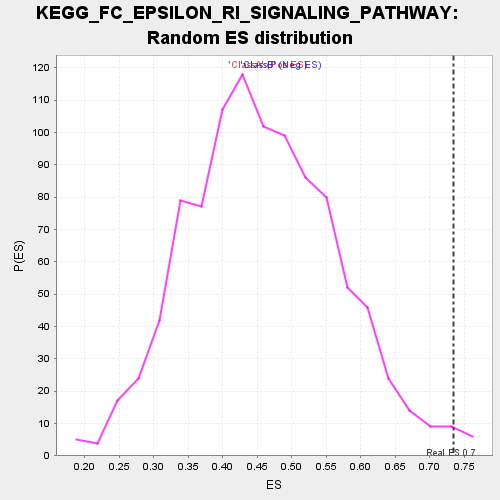 KEGG_FC_EPSILON_RI_SIGNALING_PATHWAY:
Random ES distribution
120
110
100
90
80
70
60
50
40
30
20
10
0
P(ES)
Real ES 0.7
0.20 0.25 0.30 0.35 0.40 0.45 0.50 0.55 0.60 0.65 0.70 0.75
ES